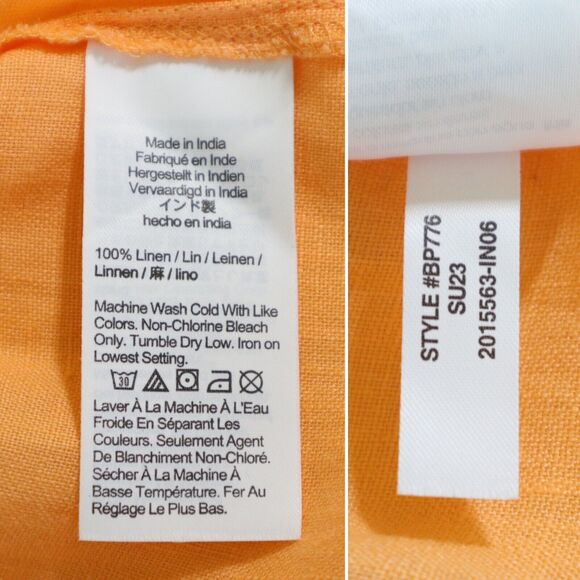 Made in India
Fabriqué en Inde
Hergestellt in Indien
Vervaardigd in India
インド製
hecho en india
100% Linen / Lin / Leinen /
Linnen / 麻 / lino
Machine Wash Cold With Like
Colors. Non-Chlorine Bleach
Only. Tumble Dry Low. Iron on
Lowest Setting.
30
Laver À La Machine À L'Eau
Froide En Séparant Les
Couleurs. Seulement Agent
De Blanchiment Non-Chloré.
Sécher À La Machine À
Basse Température. Fer Au
Réglage Le Plus Bas.
STYLE #BP776
SU23
2015563-IN06